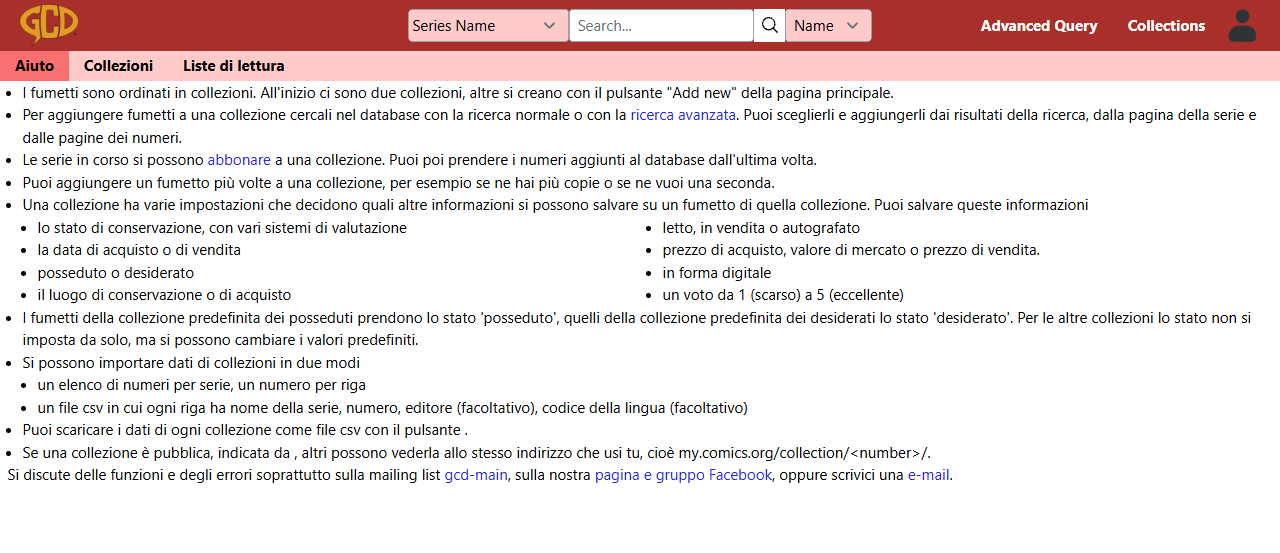 GCD
Series Name
Search...
Name
Advanced Query
Collections
Aiuto
Collezioni
Liste di lettura
I fumetti sono ordinati in collezioni. All'inizio ci sono due collezioni, altre si creano con il pulsante "Add new" della pagina principale.
Per aggiungere fumetti a una collezione cercali nel database con la ricerca normale o con la ricerca avanzata. Puoi sceglierli e aggiungerli dai risultati della ricerca, dalla pagina della serie e
dalle pagine dei numeri.
Le serie in corso si possono abbonare a una collezione. Puoi poi prendere i numeri aggiunti al database dall'ultima volta.
Puoi aggiungere un fumetto più volte a una collezione, per esempio se ne hai più copie o se ne vuoi una seconda.
Una collezione ha varie impostazioni che decidono quali altre informazioni si possono salvare su un fumetto di quella collezione. Puoi salvare queste informazioni
lo stato di conservazione, con vari sistemi di valutazione
la data di acquisto o di vendita
posseduto o desiderato
il luogo di conservazione o di acquisto
letto, in vendita o autografato
prezzo di acquisto, valore di mercato o prezzo di vendita.
in forma digitale
un voto da 1 (scarso) a 5 (eccellente)
I fumetti della collezione predefinita dei posseduti prendono lo stato 'posseduto', quelli della collezione predefinita dei desiderati lo stato 'desiderato'. Per le altre collezioni lo stato non si
imposta da solo, ma si possono cambiare i valori predefiniti.
Si possono importare dati di collezioni in due modi
un elenco di numeri per serie, un numero per riga
un file csv in cui ogni riga ha nome della serie, numero, editore (facoltativo), codice della lingua (facoltativo)
Puoi scaricare i dati di ogni collezione come file csv con il pulsante .
Se una collezione è pubblica, indicata da , altri possono vederla allo stesso indirizzo che usi tu, cioè my.comics.org/collection/<number>/.
Si discute delle funzioni e degli errori soprattutto sulla mailing list gcd-main, sulla nostra pagina e gruppo Facebook, oppure scrivici una e-mail.